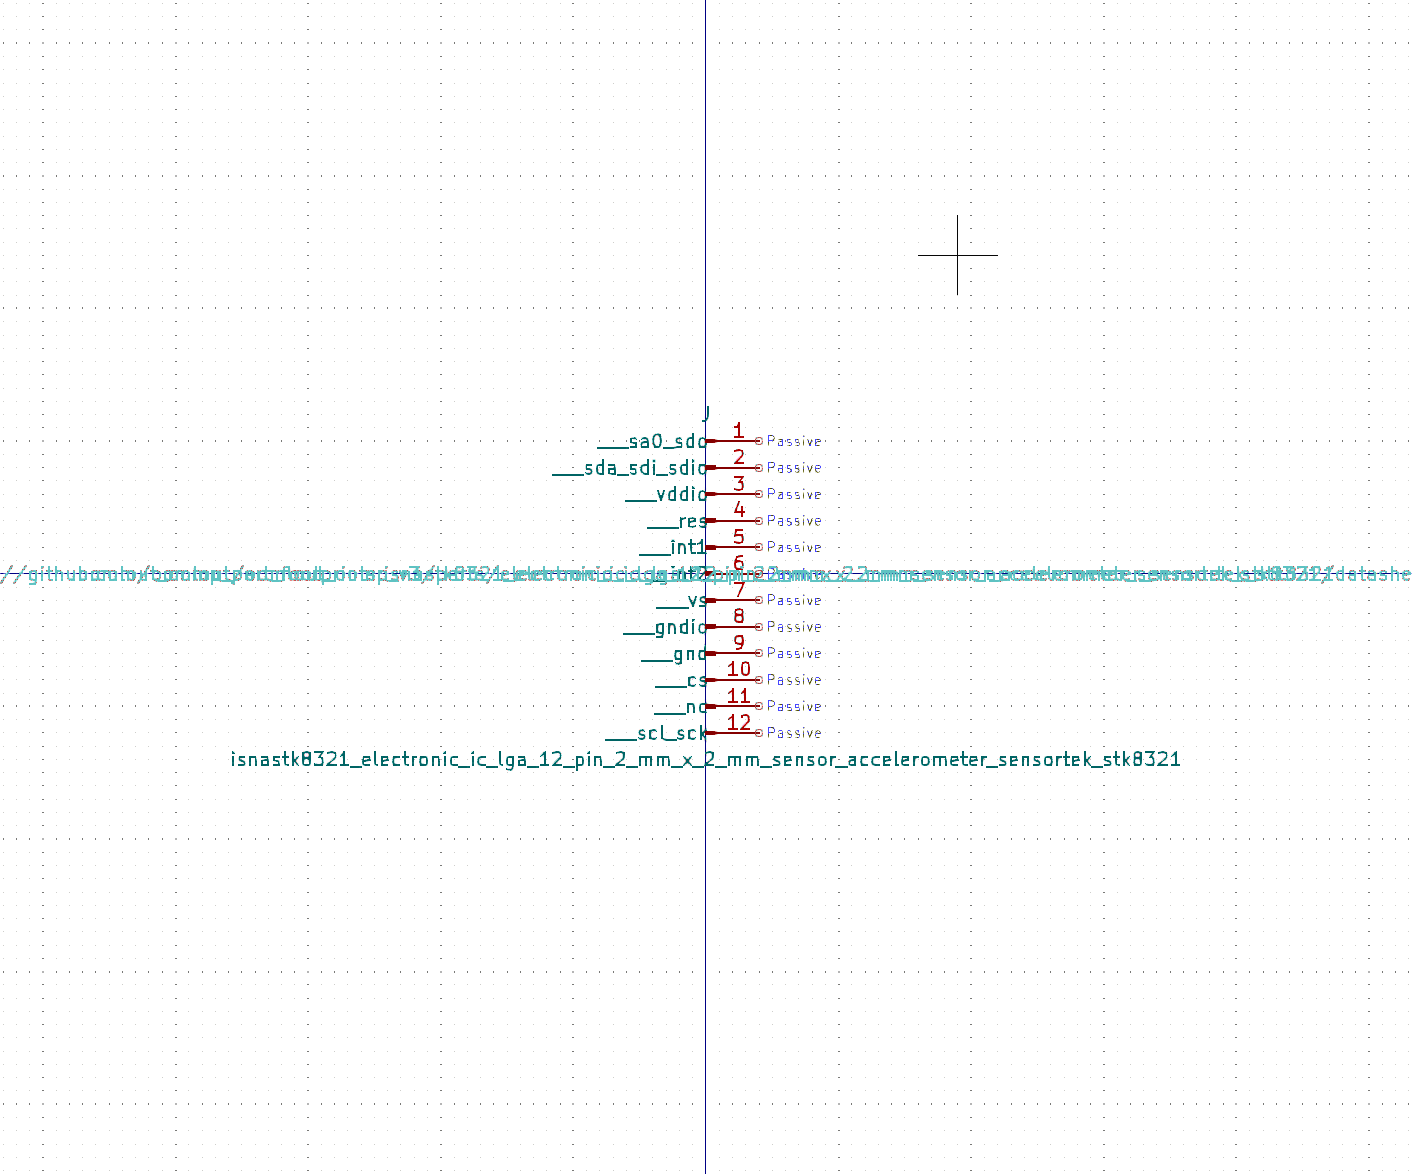 J
___sa0_sdo 1 Passive
___sda_sdi_sdio 2 Passive
___vddio 3 Passive
___res 4 Passive
___int1 5 Passive
6
___vs 7 Passive
___gndio 8 Passive
___gnd 9 Passive
___cs 10 Passive
___nc 11 Passive
___scl_sck 12 Passive
isnastk8321_electronic_ic_lga_12_pin_2_mm_x_2_mm_sensor_accelerometer_sensortek_stk8321